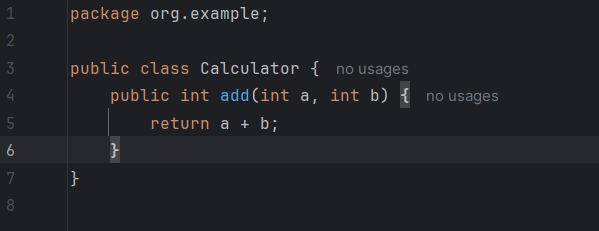 1 package org.example;
2
3 public class Calculator { no usages
4 public int add(int a, int b) { no usages
5 return a + b;
6 }
7 }
8